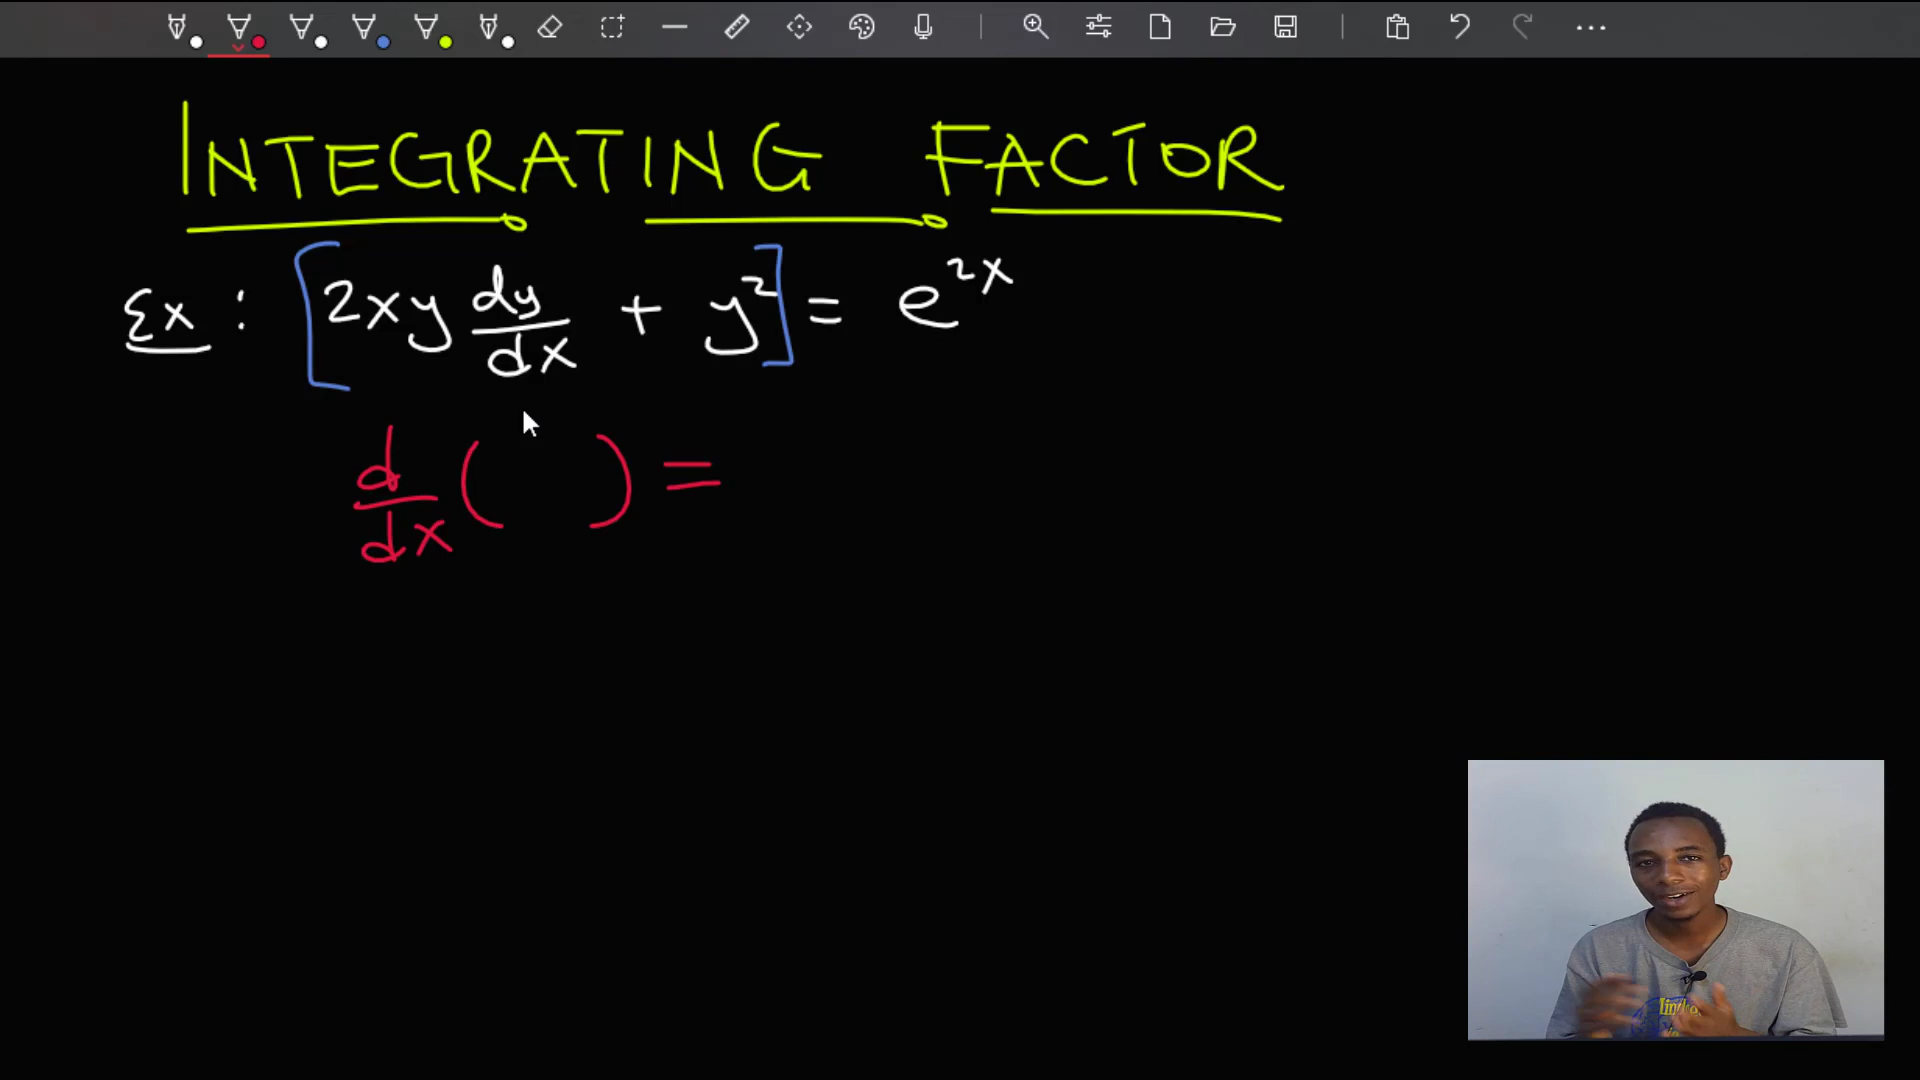 INTEGRATING FACTOR
Ex : [2xy dy/dx + y²] = e^2x
d/dx ( ) =